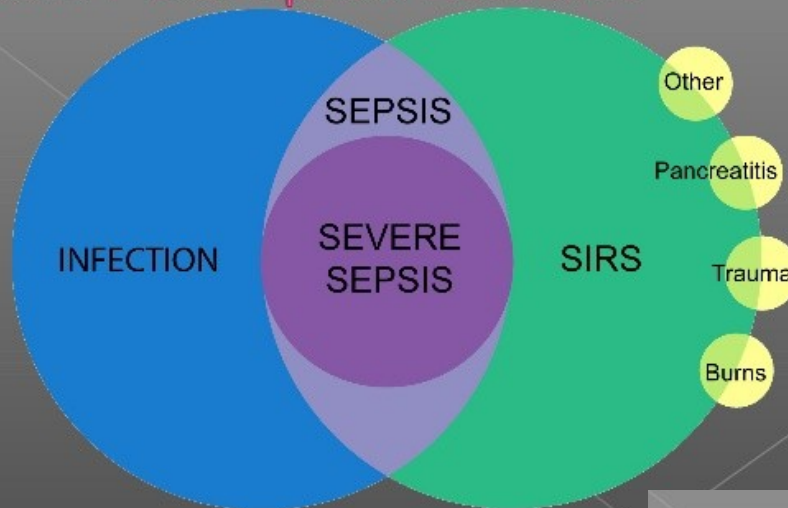 Other
SEPSIS
Pancreatitis
INFECTION
SEVERE
SEPSIS
SIRS
Trauma
Burns